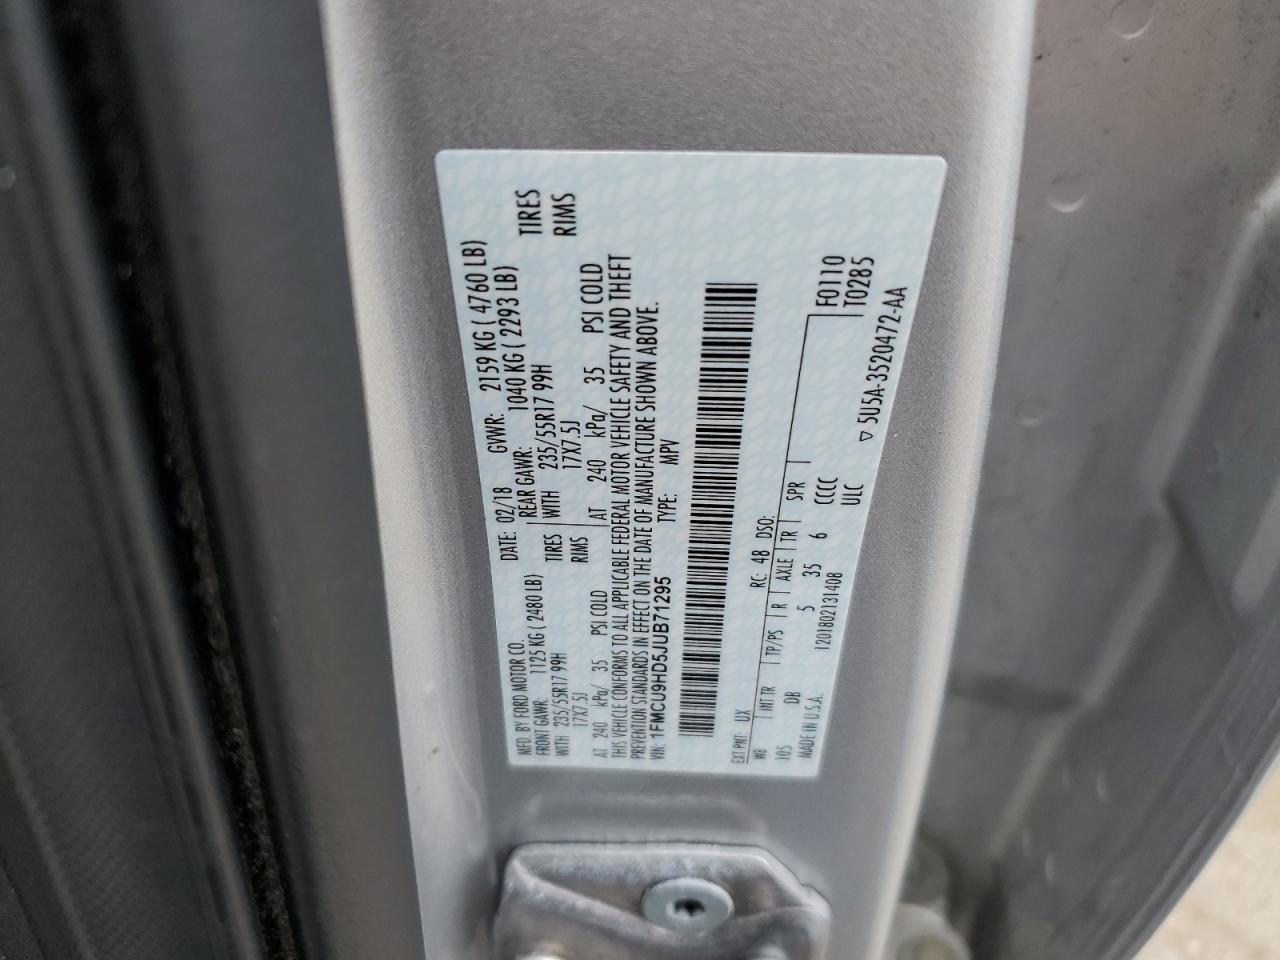 MFD. BY FORD MOTOR CO. DATE: 02/18 GVWR: 2159 KG ( 4760 LB)
FRONT GAWR: 1125 KG ( 2480 LB) REAR GAWR: 1040 KG ( 2293 LB)
WITH 235/55R17 99H TIRES WITH 235/55R17 99H TIRES
17X7.5J RIMS 17X7.5J RIMS
AT 240 kPa/ 35 PSI COLD AT 240 kPa/ 35 PSI COLD
THIS VEHICLE CONFORMS TO ALL APPLICABLE FEDERAL MOTOR VEHICLE SAFETY AND THEFT
PREVENTION STANDARDS IN EFFECT ON THE DATE OF MANUFACTURE SHOWN ABOVE.
VIN: 1FMCU9HD5JUB71295 TYPE: MPV
EXT PNT: UX RC: 48 DSO:
WB INT TR TP/PS R AXLE TR SPR F0110
105 DB 5 35 6 CCCC T0285
MADE IN U.S.A. 1201802131408 ULC
▽ 5U5A-3520472-AA